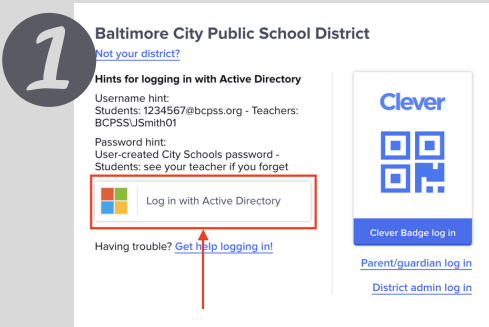 1
Baltimore City Public School District
Not your district?
Hints for logging in with Active Directory
Username hint:
Students: 1234567@bcpss.org - Teachers:
BCPSS\JSmith01
Password hint:
User-created City Schools password -
Students: see your teacher if you forget
Log in with Active Directory
Having trouble? Get help logging in!
Clever
Clever Badge log in
Parent/guardian log in
District admin log in